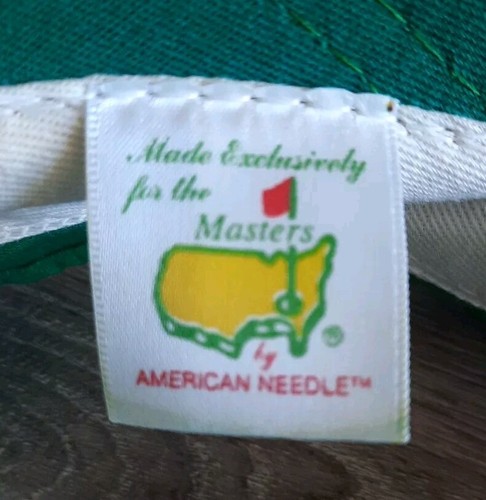 Made Exclusively
for the
Masters
®
by
AMERICAN NEEDLE™